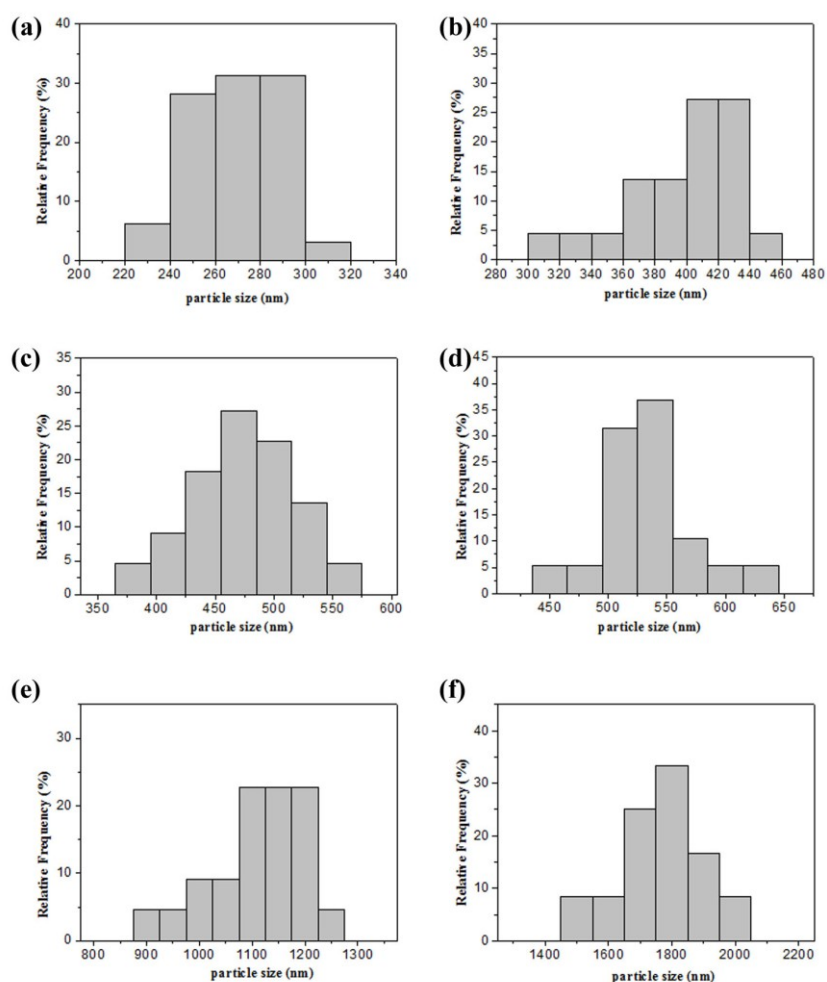 (a)
40
30
20
10
0
Relative Frequency (%)
200 220 240 260 280 300 320 340
particle size (nm)
(b)
40
35
30
25
20
15
10
5
0
Relative Frequency (%)
280 300 320 340 360 380 400 420 440 460 480
particle size (nm)
(c)
35
30
25
20
15
10
5
0
Relative Frequency (%)
350 400 450 500 550 600
particle size (nm)
(d)
45
40
35
30
25
20
15
10
5
0
Relative Frequency (%)
450 500 550 600 650
particle size (nm)
(e)
30
20
10
0
Relative Frequency (%)
800 900 1000 1100 1200 1300
particle size (nm)
(f)
40
30
20
10
0
Relative Frequency (%)
1400 1600 1800 2000 2200
particle size (nm)